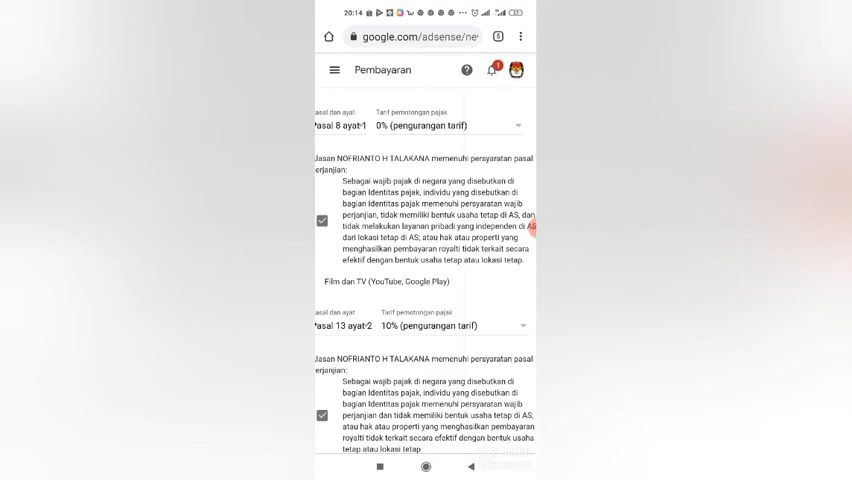 20:14
google.com/adsense/ne
5
Pembayaran
1
asal dan ayat
Tarif pemotongan pajak
Pasal 8 ayat 1
0% (pengurangan tarif)
lasan NOFRIANTO H TALAKANA memenuhi persyaratan pasal
erjanjian:
Sebagai wajib pajak di negara yang disebutkan di
bagian Identitas pajak, individu yang disebutkan di
bagian Identitas pajak memenuhi persyaratan wajib
perjanjian, tidak memiliki bentuk usaha tetap di AS, dan
tidak melakukan layanan pribadi yang independen di AS
dari lokasi tetap di AS; atau hak atau properti yang
menghasilkan pembayaran royalti tidak terkait secara
efektif dengan bentuk usaha tetap atau lokasi tetap.
Film dan TV (YouTube, Google Play)
asal dan ayat
Tarif pemotongan pajak
Pasal 13 ayat 2
10% (pengurangan tarif)
lasan NOFRIANTO H TALAKANA memenuhi persyaratan pasal
erjanjian:
Sebagai wajib pajak di negara yang disebutkan di
bagian Identitas pajak, individu yang disebutkan di
bagian Identitas pajak memenuhi persyaratan wajib
perjanjian dan tidak memiliki bentuk usaha tetap di AS;
atau hak atau properti yang menghasilkan pembayaran
royalti tidak terkait secara efektif dengan bentuk usaha
tetap atau lokasi tetap